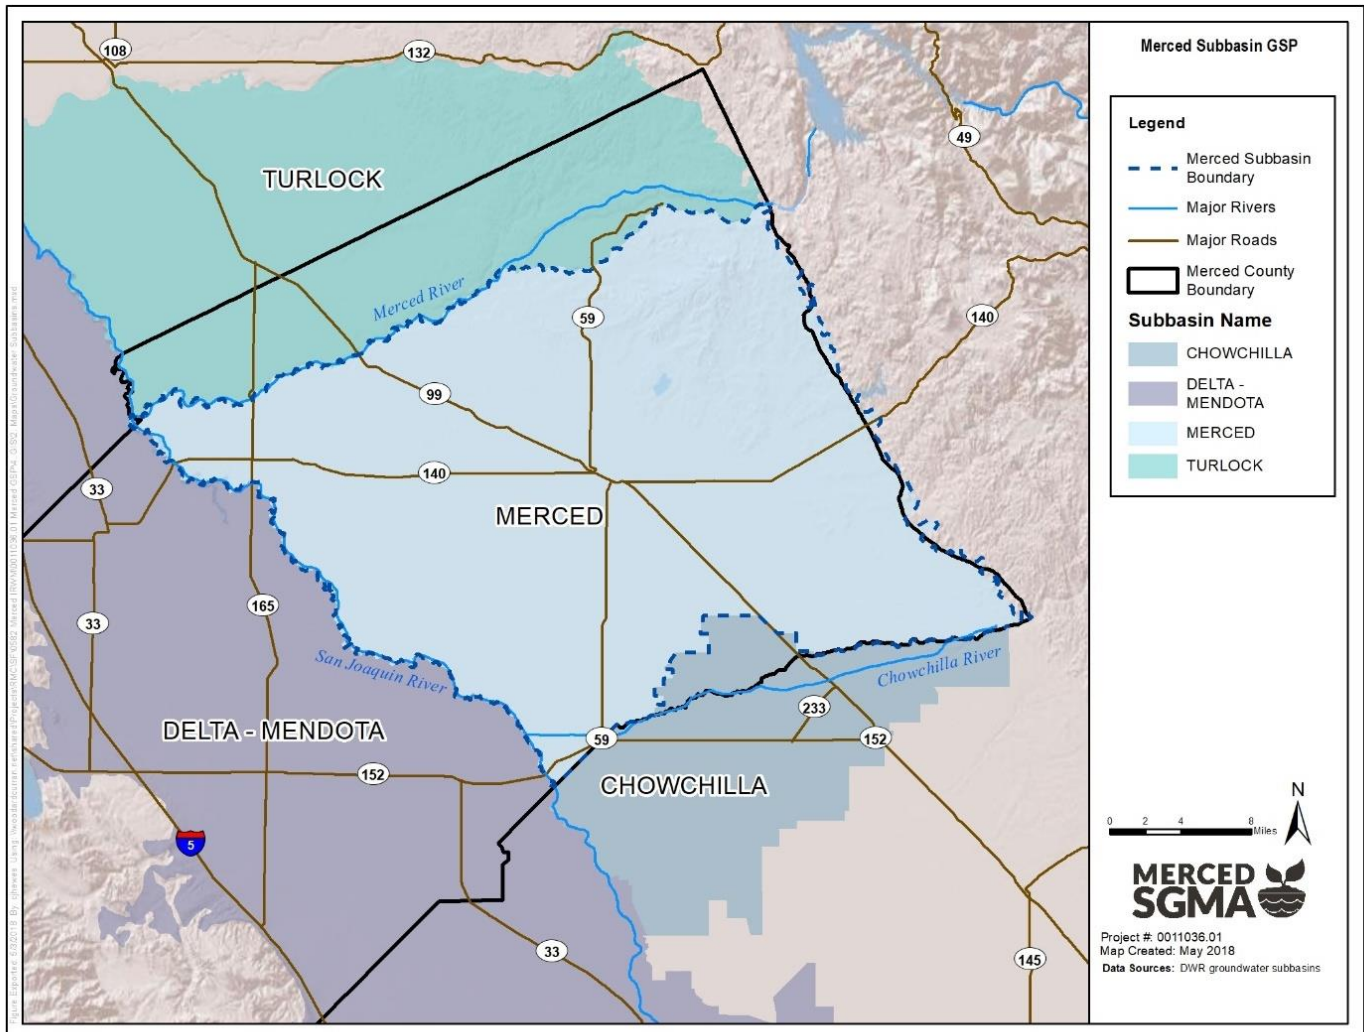 108
132
49
TURLOCK
Merced River
59
140
99
33
140
MERCED
33
165
San Joaquin River
Chowchilla River
233
DELTA - MENDOTA
59
152
152
CHOWCHILLA
5
33
145
Merced Subbasin GSP
Legend
Merced Subbasin
Boundary
Major Rivers
Major Roads
Merced County
Boundary
Subbasin Name
CHOWCHILLA
DELTA -
MENDOTA
MERCED
TURLOCK
N
0 2 4 8
Miles
MERCED
SGMA
Project #: 0011036.01
Map Created: May 2018
Data Sources: DWR groundwater subbasins